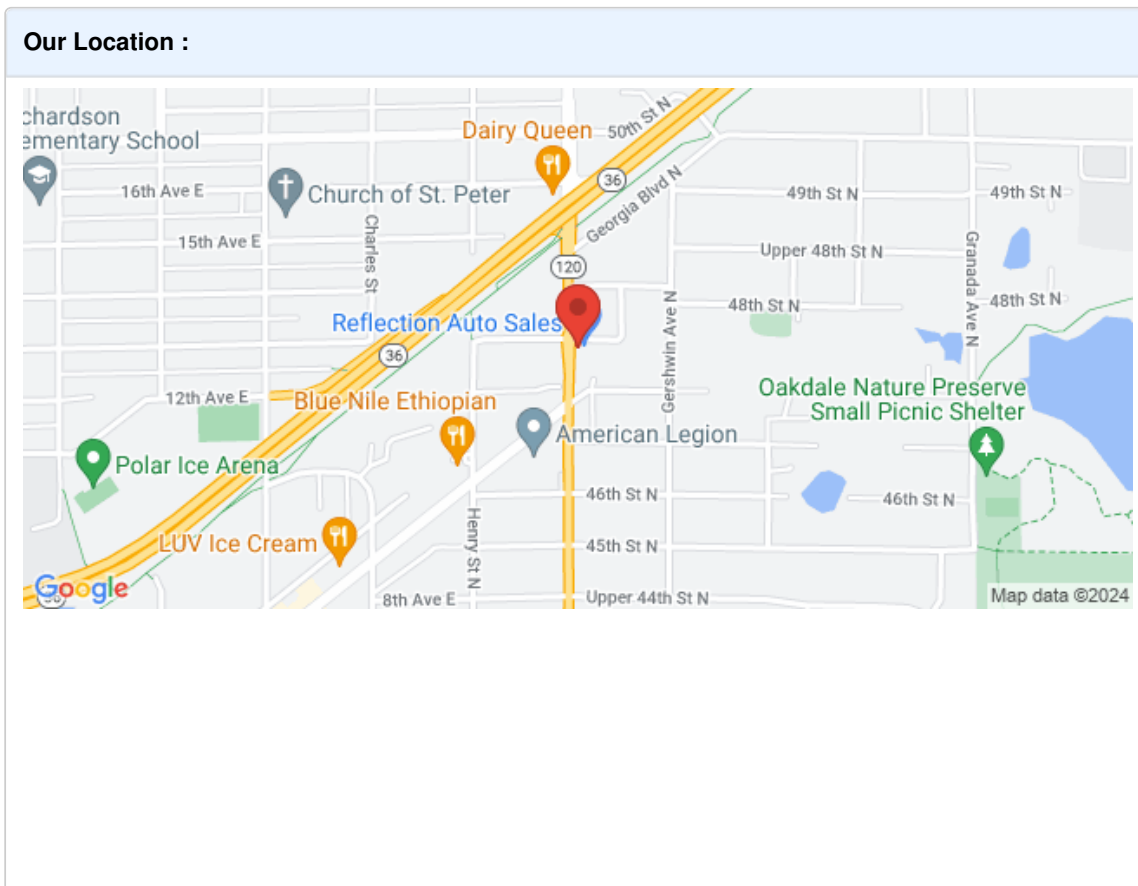 Our Location :
chardson
ementary School
Dairy Queen
50th St N
36
16th Ave E
Church of St. Peter
Georgia Blvd N
49th St N
49th St N
Charles St
15th Ave E
Upper 48th St N
Granada Ave N
120
48th St N
48th St N
Reflection Auto Sales
Gershwin Ave N
36
12th Ave E
Blue Nile Ethiopian
Oakdale Nature Preserve
Small Picnic Shelter
American Legion
Polar Ice Arena
46th St N
46th St N
LUV Ice Cream
Henry St N
45th St N
Google
8th Ave E
Upper 44th St N
Map data ©2024